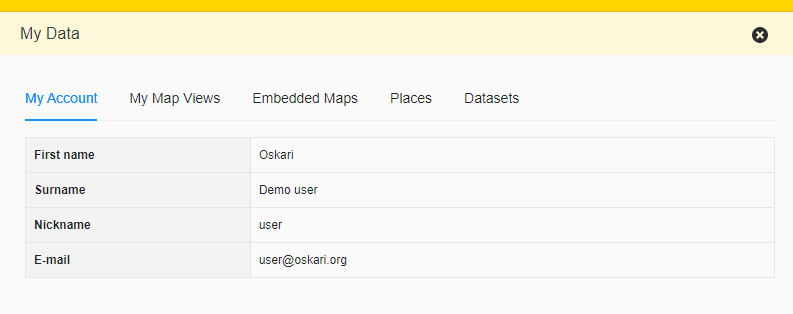 My Data
My Account My Map Views Embedded Maps Places Datasets
First name Oskari
Surname Demo user
Nickname user
E-mail user@oskari.org